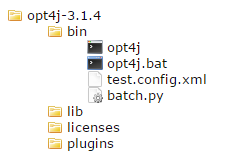 opt4j-3.1.4
bin
opt4j
opt4j.bat
test.config.xml
batch.py
lib
licenses
plugins